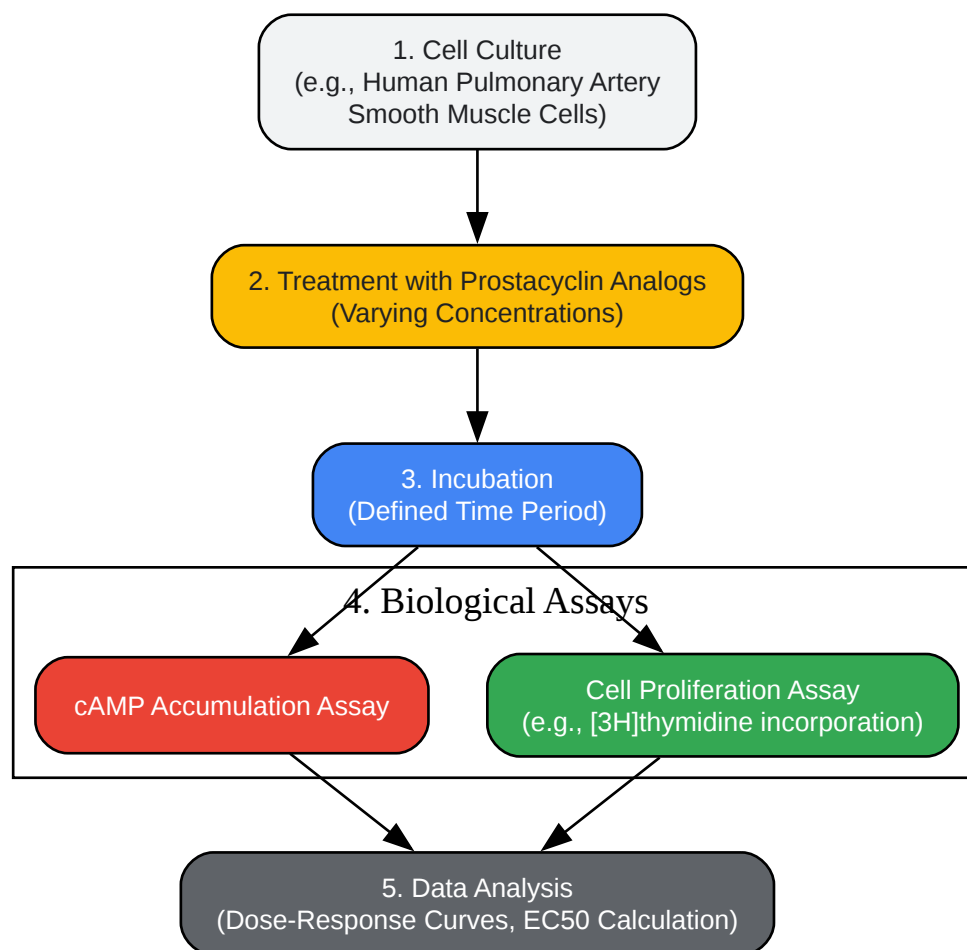 1. Cell Culture
(e.g., Human Pulmonary Artery
Smooth Muscle Cells)
2. Treatment with Prostacyclin Analogs
(Varying Concentrations)
3. Incubation
(Defined Time Period)
4. Biological Assays
cAMP Accumulation Assay
Cell Proliferation Assay
(e.g., [3H]thymidine incorporation)
5. Data Analysis
(Dose-Response Curves, EC50 Calculation)